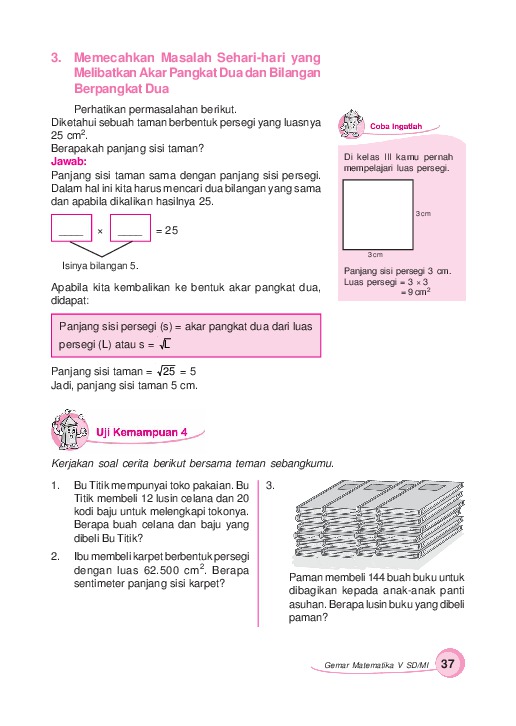 3. Memecahkan Masalah Sehari-hari yang
Melibatkan Akar Pangkat Dua dan Bilangan
Berpangkat Dua
Perhatikan permasalahan berikut.
Diketahui sebuah taman berbentuk persegi yang luasnya
25 cm².
Berapakah panjang sisi taman?
Jawab:
Panjang sisi taman sama dengan panjang sisi persegi.
Dalam hal ini kita harus mencari dua bilangan yang sama
dan apabila dikalikan hasilnya 25.
____ × ____ = 25
Isinya bilangan 5.
Apabila kita kembalikan ke bentuk akar pangkat dua,
didapat:
Panjang sisi persegi (s) = akar pangkat dua dari luas
persegi (L) atau s = √L
Panjang sisi taman = √25 = 5
Jadi, panjang sisi taman 5 cm.
Coba Ingatlah
Di kelas III kamu pernah
mempelajari luas persegi.
3 cm
3 cm
Panjang sisi persegi 3 cm.
Luas persegi = 3 × 3
= 9 cm²
Uji Kemampuan 4
Kerjakan soal cerita berikut bersama teman sebangkumu.
1. Bu Titik mempunyai toko pakaian. Bu
Titik membeli 12 lusin celana dan 20
kodi baju untuk melengkapi tokonya.
Berapa buah celana dan baju yang
dibeli Bu Titik?
2. Ibu membeli karpet berbentuk persegi
dengan luas 62.500 cm². Berapa
sentimeter panjang sisi karpet?
3.
Paman membeli 144 buah buku untuk
dibagikan kepada anak-anak panti
asuhan. Berapa lusin buku yang dibeli
paman?
Gemar Matematika V SD/MI 37